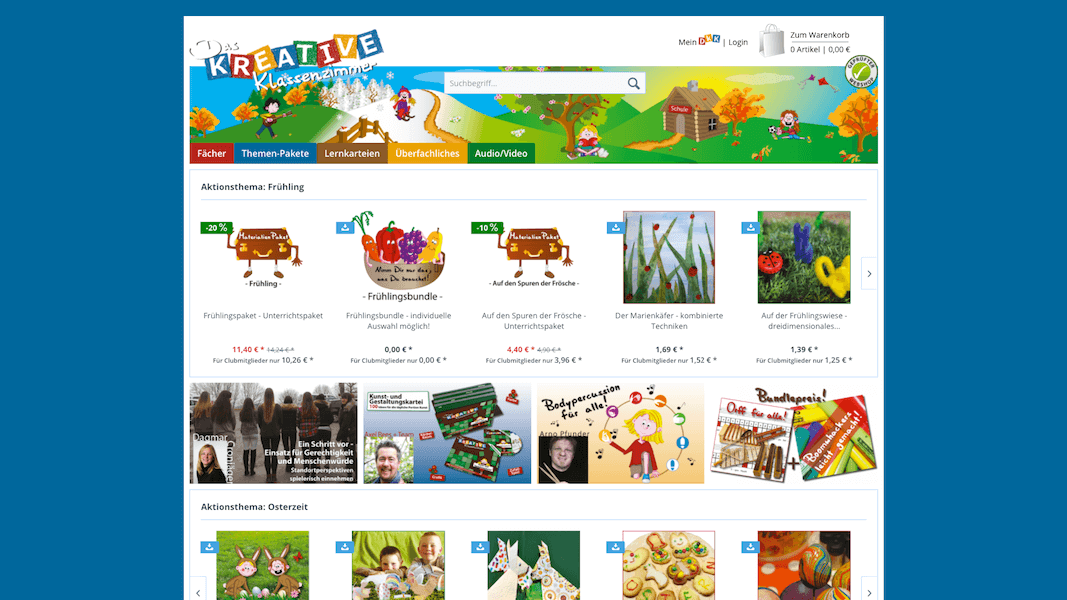 Das
KREATIVE
Klassenzimmer
Mein DKK | Login
Zum Warenkorb
0 Artikel | 0,00 €
GEPRÜFTER
WEBSHOP
Suchbegriff...
Schule
Fächer
Themen-Pakete
Lernkarteien
Überfachliches
Audio/Video
Aktionsthema: Frühling
-20 %
Materialien Paket
- Frühling -
Frühlingspaket - Unterrichtspaket
11,40 € * 14,24 € *
Für Clubmitglieder nur 10,26 € *
Nimm Dir nur das,
was Du brauchst!
- Frühlingsbundle -
Frühlingsbundle - individuelle
Auswahl möglich!
0,00 € *
Für Clubmitglieder nur 0,00 € *
-10 %
Materialien Paket
- Auf den Spuren der Frösche -
Auf den Spuren der Frösche -
Unterrichtspaket
4,40 € * 4,90 € *
Für Clubmitglieder nur 3,96 € *
Der Marienkäfer - kombinierte
Techniken
1,69 € *
Für Clubmitglieder nur 1,52 € *
Auf der Frühlingswiese -
dreidimensionales...
1,39 € *
Für Clubmitglieder nur 1,25 € *
Dagmar
Ein Schritt vor -
Einsatz für Gerechtigkeit
und Menschenwürde
Standortperspektiven
spielerisch einnehmen
Kunst- und
Gestaltungskartei
Bodypercussion
für alle!
Arno Pfunder
Bundlepreis!
Orff für alle!
Boomwhackers
leicht gemacht!
Aktionsthema: Osterzeit